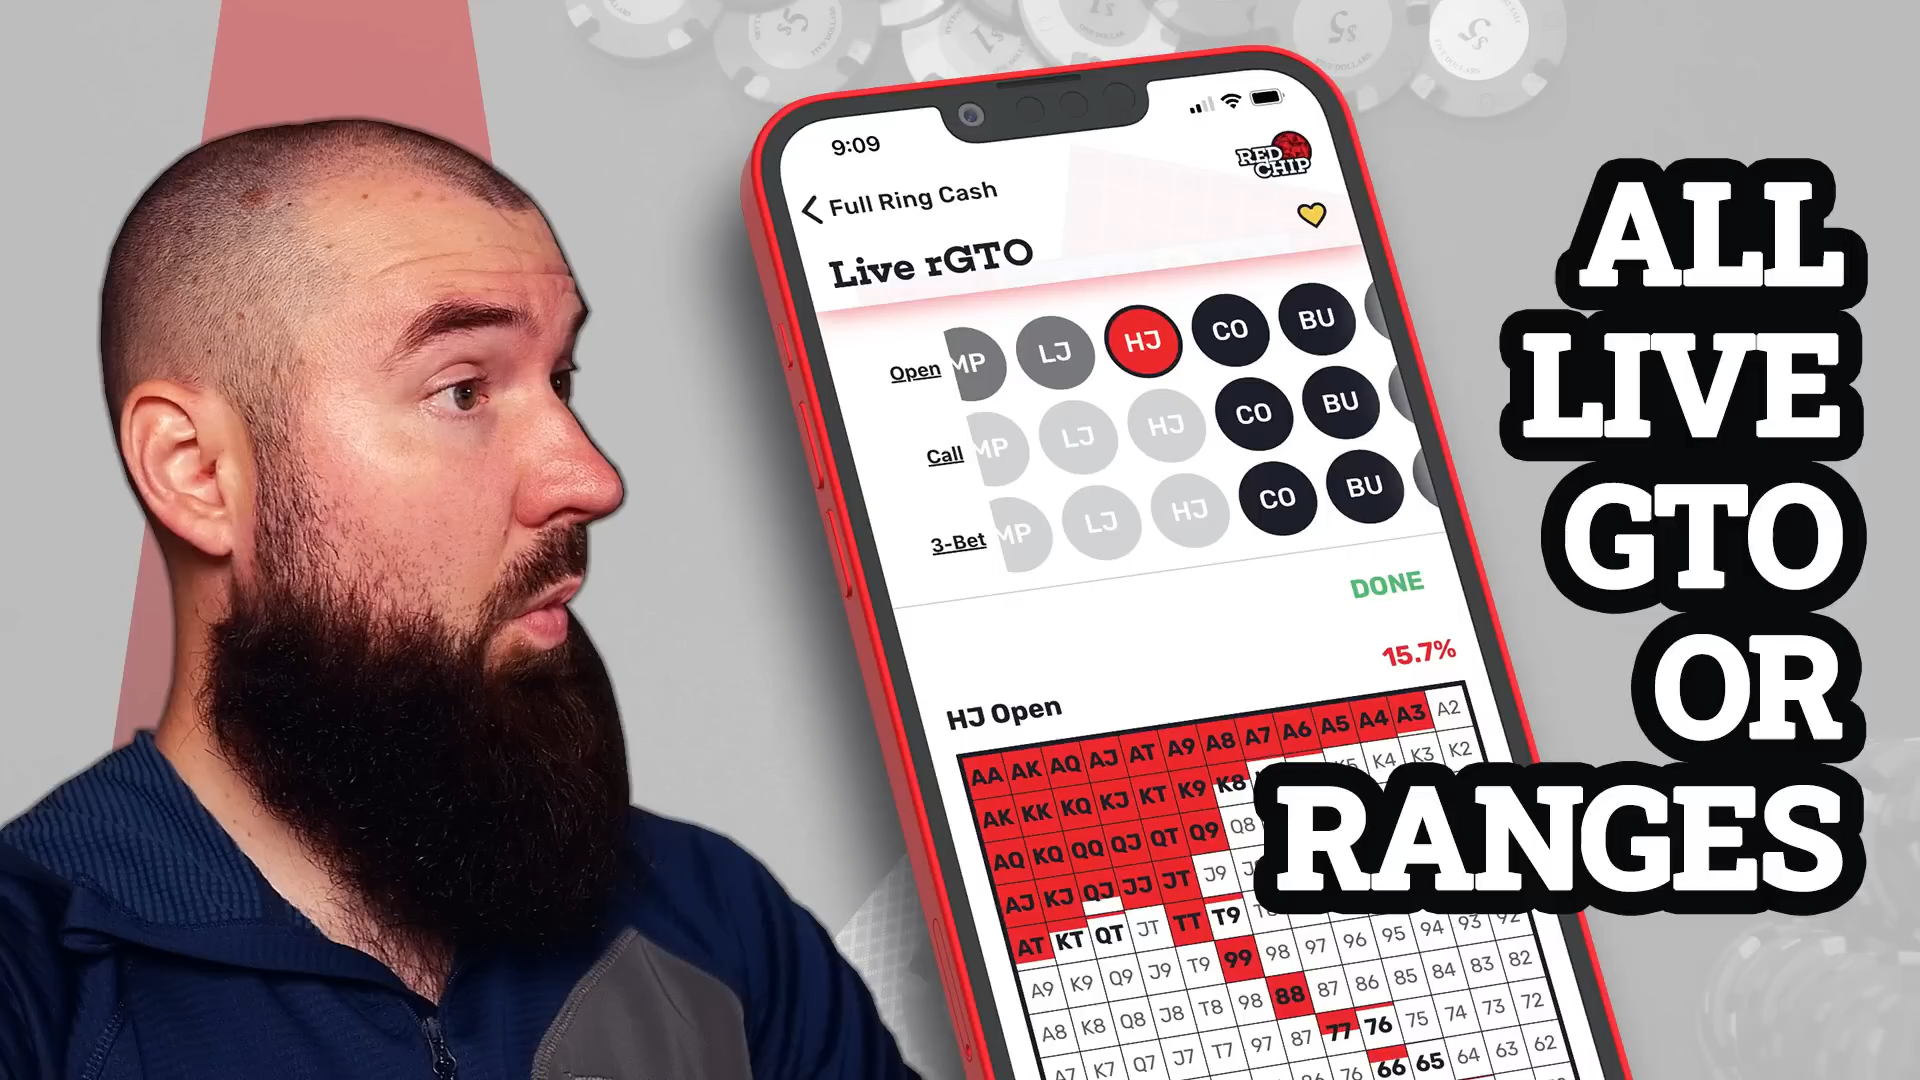 9:09
RED
CHIP
Full Ring Cash
Live rGTO
Open MP LJ HJ CO BU
Call MP LJ HJ CO BU
3-Bet MP LJ HJ CO BU
DONE
15.7%
HJ Open
AA AK AQ AJ AT A9 A8 A7 A6 A5 A4 A3 A2
AK KK KQ KJ KT K9 K8 K5 K4 K3 K2
AQ KQ QQ QJ QT Q9 Q8
AJ KJ QJ JJ JT J9
AT KT QT JT TT T9
A9 K9 Q9 J9 T9 99 98 97 96 95 94 93 92
A8 K8 Q8 J8 T8 98 88 87 86 85 84 83 82
A7 K7 Q7 J7 T7 97 87 77 76 75 74 73 72
76 66 65 64 63 62
ALL
LIVE
GTO
OR
RANGES